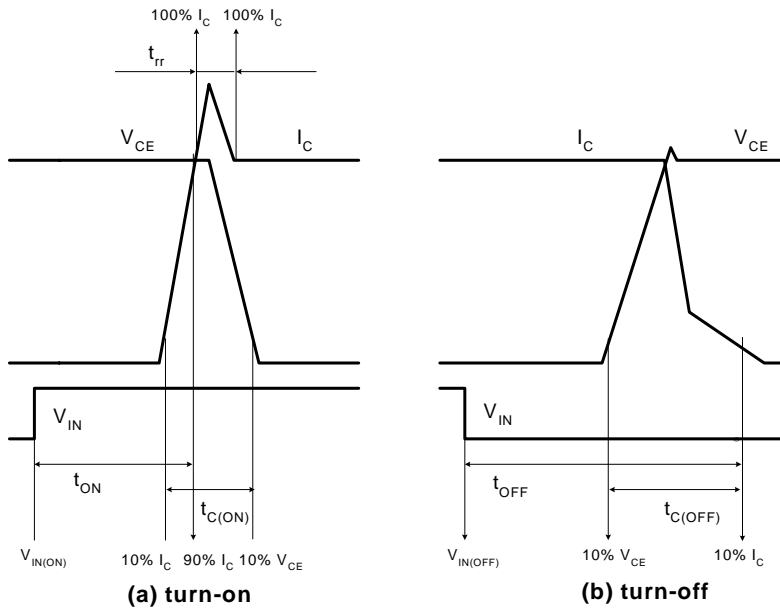 100% I_C 100% I_C
t_rr
V_CE I_C
V_IN
t_ON
t_C(ON)
V_IN(ON)
10% I_C 90% I_C 10% V_CE
(a) turn-on
I_C V_CE
V_IN
t_OFF
t_C(OFF)
V_IN(OFF)
10% V_CE 10% I_C
(b) turn-off